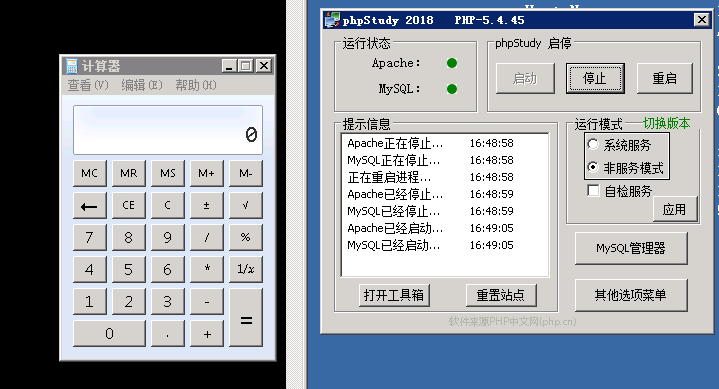 计算器
查看(V) 编辑(E) 帮助(H)
0
MC MR MS M+ M-
← CE C ± √
7 8 9 / %
4 5 6 * 1/x
1 2 3 - =
0 . +
phpStudy 2018 PHP-5.4.45
运行状态
Apache:
MySQL:
phpStudy 启停
启动 停止 重启
提示信息
Apache正在停止... 16:48:58
MySQL正在停止... 16:48:58
正在重启进程... 16:48:58
Apache已经停止... 16:48:59
MySQL已经停止... 16:48:59
Apache已经启动... 16:49:05
MySQL已经启动... 16:49:05
打开工具箱 重置站点
运行模式 切换版本
系统服务
非服务模式
自检服务
应用
MySQL管理器
其他选项菜单
软件来源PHP中文网(php.cn)